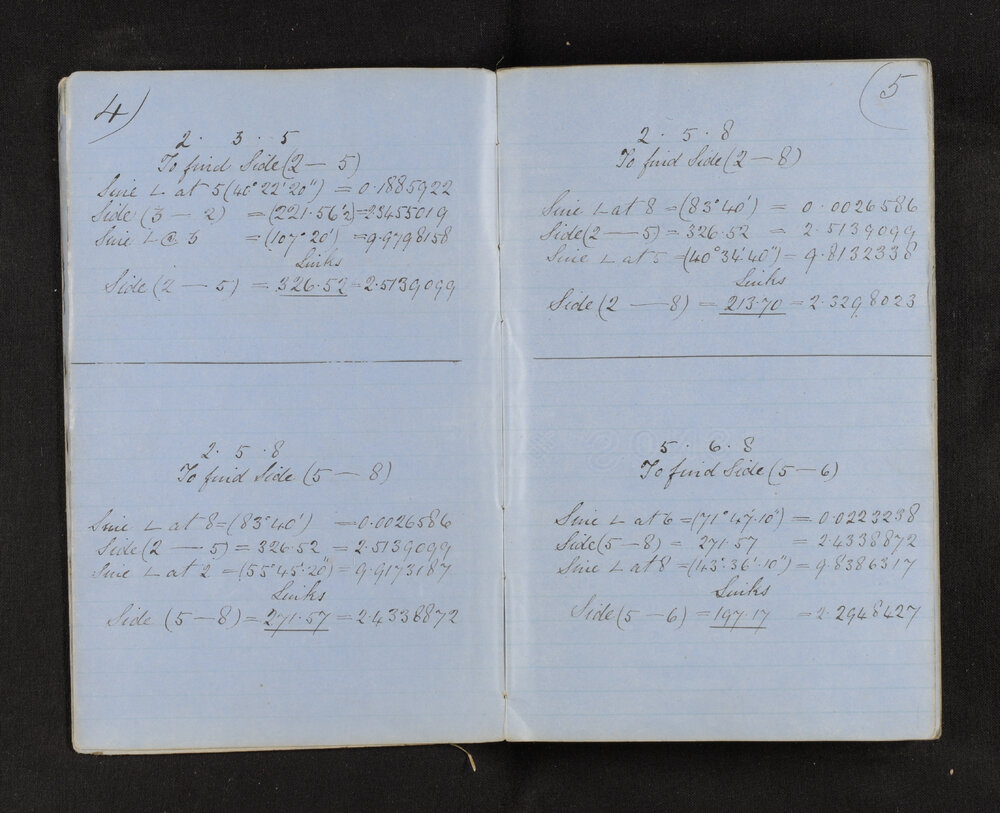 4)
2 . 3 . 5
To find Side (2 — 5)
Sine ∠ at 5 (40° 22' 20") = 0.1885922
Side (3 — 2) = (221.56'2) = 2.3455019
Sine ∠ @ 3 = (107° 20') = 9.9798158
Links
Side (2 — 5) = 326.52 = 2.5139099
2 . 5 . 8
To find Side (5 — 8)
Sine ∠ at 8 = (83° 40') = 0.0026586
Side (2 — 5) = 326.52 = 2.5139099
Sine ∠ at 2 = (55° 45' 20") = 9.9173187
Links
Side (5 — 8) = 271.57 = 2.4338872
(5
2 . 5 . 8
To find Side (2 — 8)
Sine ∠ at 8 = (83° 40') = 0.0026586
Side (2 — 5) = 326.52 = 2.5139099
Sine ∠ at 5 = (40° 34' 40") = 9.8132338
Links
Side (2 — 8) = 213.70 = 2.3298023
5 . 6 . 8
To find Side (5 — 6)
Sine ∠ at 6 = (71° 47' 10") = 0.0223238
Side (5 — 8) = 271.57 = 2.4338872
Sine ∠ at 8 = (43° 36' 10") = 9.8386317
Links
Side (5 — 6) = 197.17 = 2.2948427